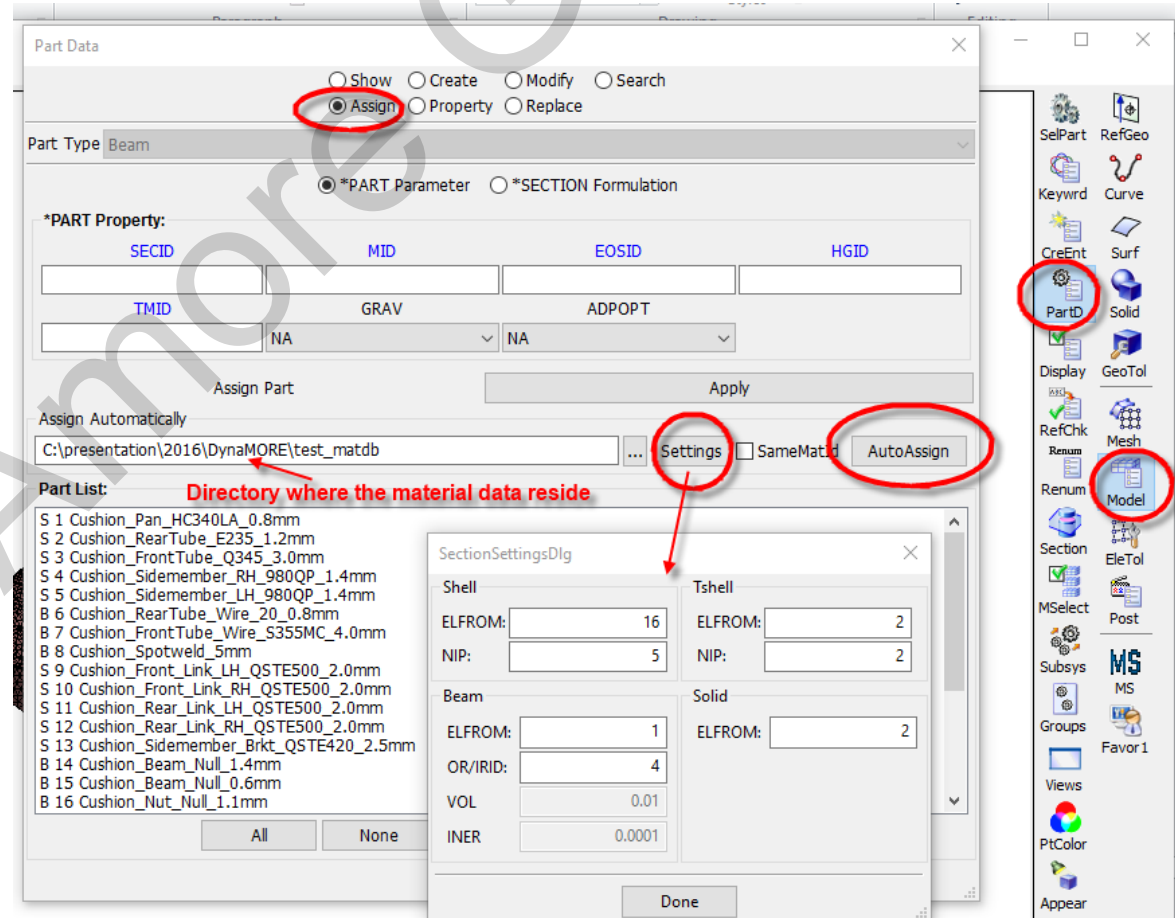 Paragraph
Drawing
Editing
Part Data
Show Create Modify Search
Assign Property Replace
Part Type Beam
*PART Parameter *SECTION Formulation
*PART Property:
SECID MID EOSID HGID
TMID GRAV ADPOPT
NA NA
Assign Part Apply
Assign Automatically
C:\presentation\2016\DynaMORE\test_matdb ... Settings SameMatId AutoAssign
Part List: Directory where the material data reside
S 1 Cushion_Pan_HC340LA_0.8mm
S 2 Cushion_RearTube_E235_1.2mm
S 3 Cushion_FrontTube_Q345_3.0mm
S 4 Cushion_Sidemember_RH_980QP_1.4mm
S 5 Cushion_Sidemember_LH_980QP_1.4mm
B 6 Cushion_RearTube_Wire_20_0.8mm
B 7 Cushion_FrontTube_Wire_S355MC_4.0mm
B 8 Cushion_Spotweld_5mm
S 9 Cushion_Front_Link_LH_QSTE500_2.0mm
S 10 Cushion_Front_Link_RH_QSTE500_2.0mm
S 11 Cushion_Rear_Link_LH_QSTE500_2.0mm
S 12 Cushion_Rear_Link_RH_QSTE500_2.0mm
S 13 Cushion_Sidemember_Brkt_QSTE420_2.5mm
B 14 Cushion_Beam_Null_1.4mm
B 15 Cushion_Beam_Null_0.6mm
B 16 Cushion_Nut_Null_1.1mm
All None
SectionSettingsDlg
Shell Tshell
ELFROM: 16 ELFROM: 2
NIP: 5 NIP: 2
Beam Solid
ELFROM: 1 ELFROM: 2
OR/IRID: 4
VOL 0.01
INER 0.0001
Done
SelPart RefGeo
Keywrd Curve
CreEnt Surf
PartD Solid
Display GeoTol
RefChk Mesh
Renum
Renum Model
Section EleTol
MSelect Post
Subsys MS
MS
Groups Favor1
Views
PtColor
Appear
Amore